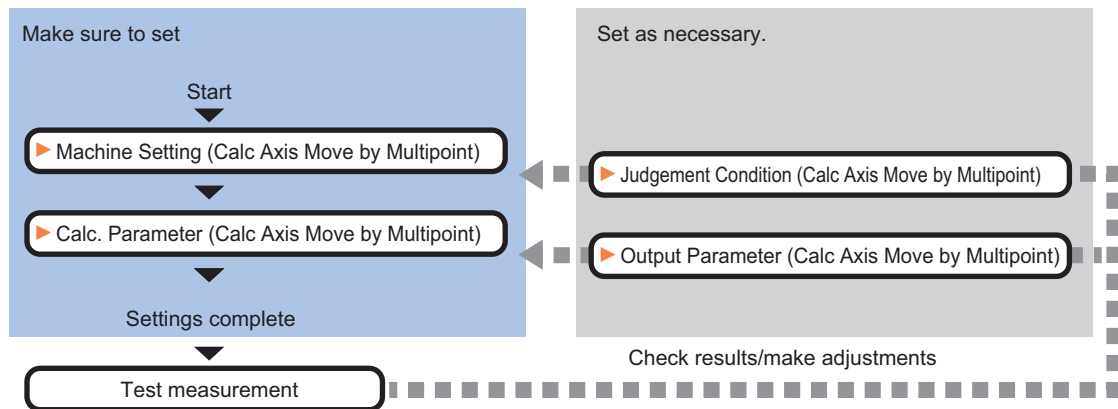 Make sure to set
Start
Machine Setting (Calc Axis Move by Multipoint)
Calc. Parameter (Calc Axis Move by Multipoint)
Settings complete
Test measurement
Set as necessary.
Judgement Condition (Calc Axis Move by Multipoint)
Output Parameter (Calc Axis Move by Multipoint)
Check results/make adjustments